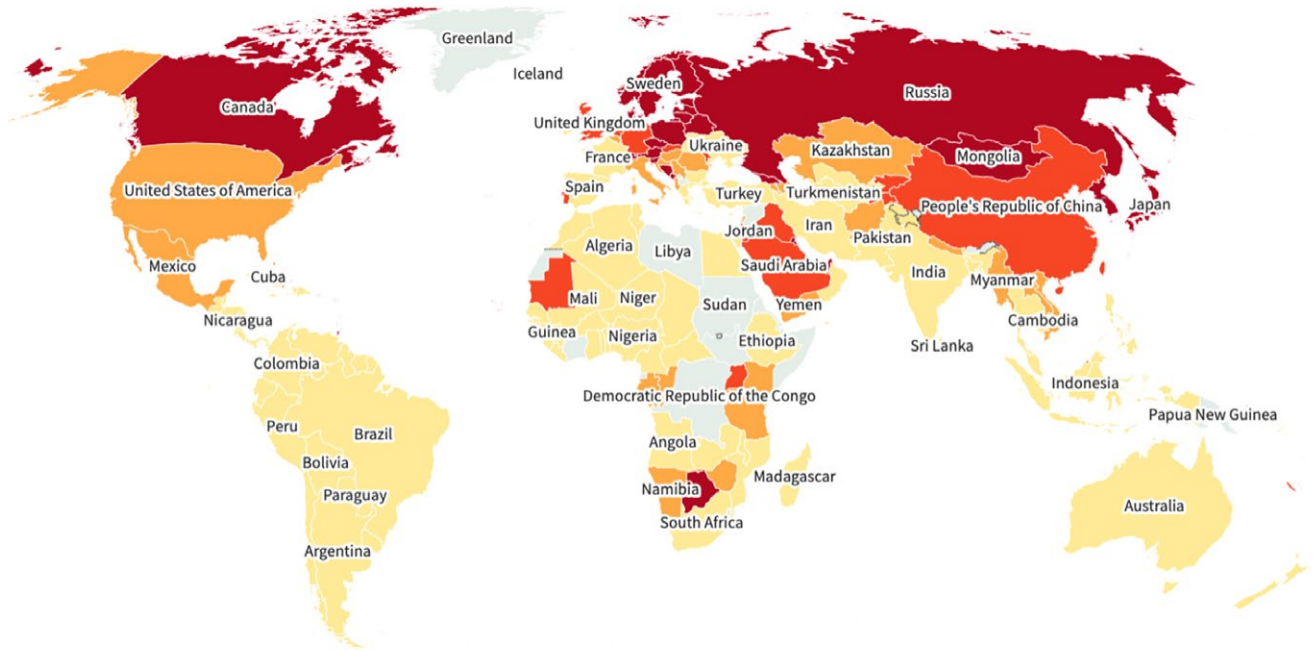 Greenland
Iceland
Canada
Sweden
Russia
United Kingdom
Ukraine
France
Kazakhstan
Mongolia
United States of America
Spain
Turkey
Turkmenistan
People's Republic of China
Japan
Iran
Jordan
Pakistan
Algeria
Libya
Mexico
Cuba
Saudi Arabia
India
Myanmar
Mali
Niger
Sudan
Yemen
Nicaragua
Guinea
Nigeria
Ethiopia
Cambodia
Sri Lanka
Colombia
Indonesia
Democratic Republic of the Congo
Papua New Guinea
Peru
Brazil
Angola
Bolivia
Madagascar
Namibia
Paraguay
Australia
South Africa
Argentina